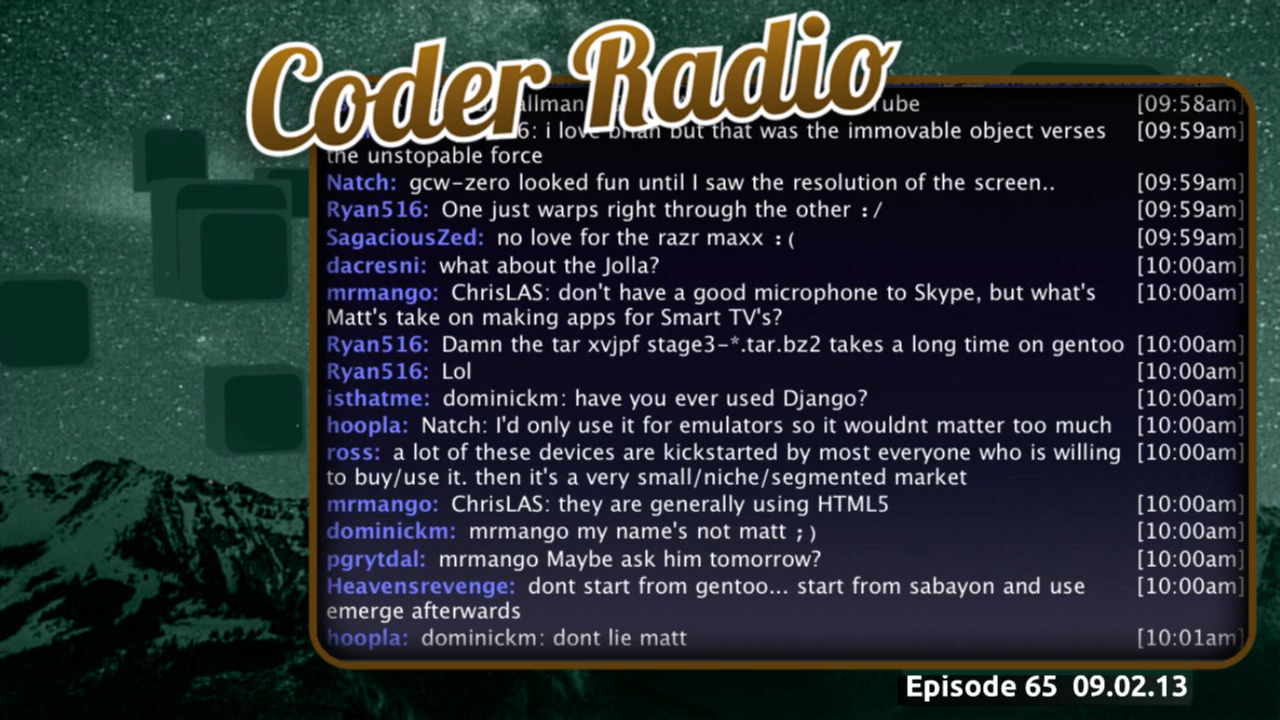 Coder Radio
allman
Tube [09:58am]
6: i love brian but that was the immovable object verses [09:59am]
the unstopable force
Natch: gcw-zero looked fun until I saw the resolution of the screen.. [09:59am]
Ryan516: One just warps right through the other :/ [09:59am]
SagaciousZed: no love for the razr maxx :( [09:59am]
dacresni: what about the Jolla? [10:00am]
mrmango: ChrisLAS: don't have a good microphone to Skype, but what's [10:00am]
Matt's take on making apps for Smart TV's?
Ryan516: Damn the tar xvjpf stage3-*.tar.bz2 takes a long time on gentoo [10:00am]
Ryan516: Lol [10:00am]
isthatme: dominickm: have you ever used Django? [10:00am]
hoopla: Natch: I'd only use it for emulators so it wouldnt matter too much [10:00am]
ross: a lot of these devices are kickstarted by most everyone who is willing [10:00am]
to buy/use it. then it's a very small/niche/segmented market
mrmango: ChrisLAS: they are generally using HTML5 [10:00am]
dominickm: mrmango my name's not matt ;) [10:00am]
pgrytdal: mrmango Maybe ask him tomorrow? [10:00am]
Heavensrevenge: dont start from gentoo... start from sabayon and use [10:00am]
emerge afterwards
hoopla: dominickm: dont lie matt [10:01am]
Episode 65 09.02.13